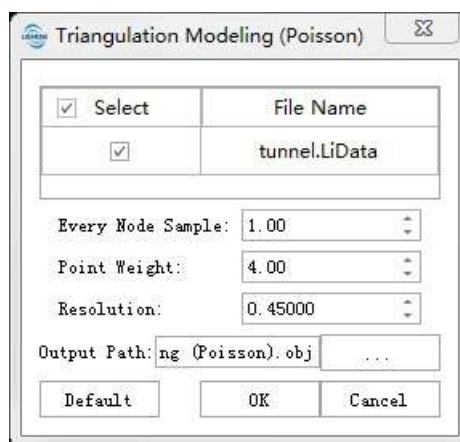 Triangulation Modeling (Poisson)
Select File Name
tunnel.LiData
Every Node Sample: 1.00
Point Weight: 4.00
Resolution: 0.45000
Output Path: ng (Poisson).obj ...
Default OK Cancel